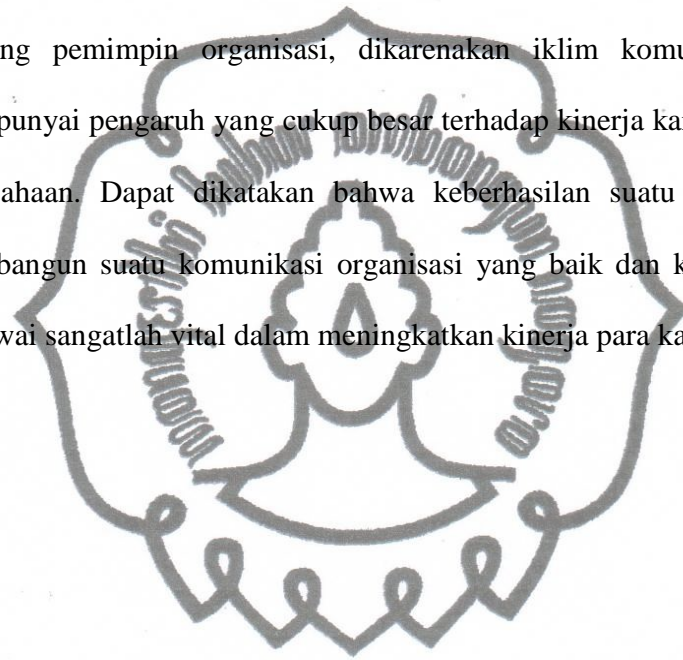 ng pemimpin organisasi, dikarenakan iklim komu
punyai pengaruh yang cukup besar terhadap kinerja kar
ahaan. Dapat dikatakan bahwa keberhasilan suatu
bangun suatu komunikasi organisasi yang baik dan k
wai sangatlah vital dalam meningkatkan kinerja para ka